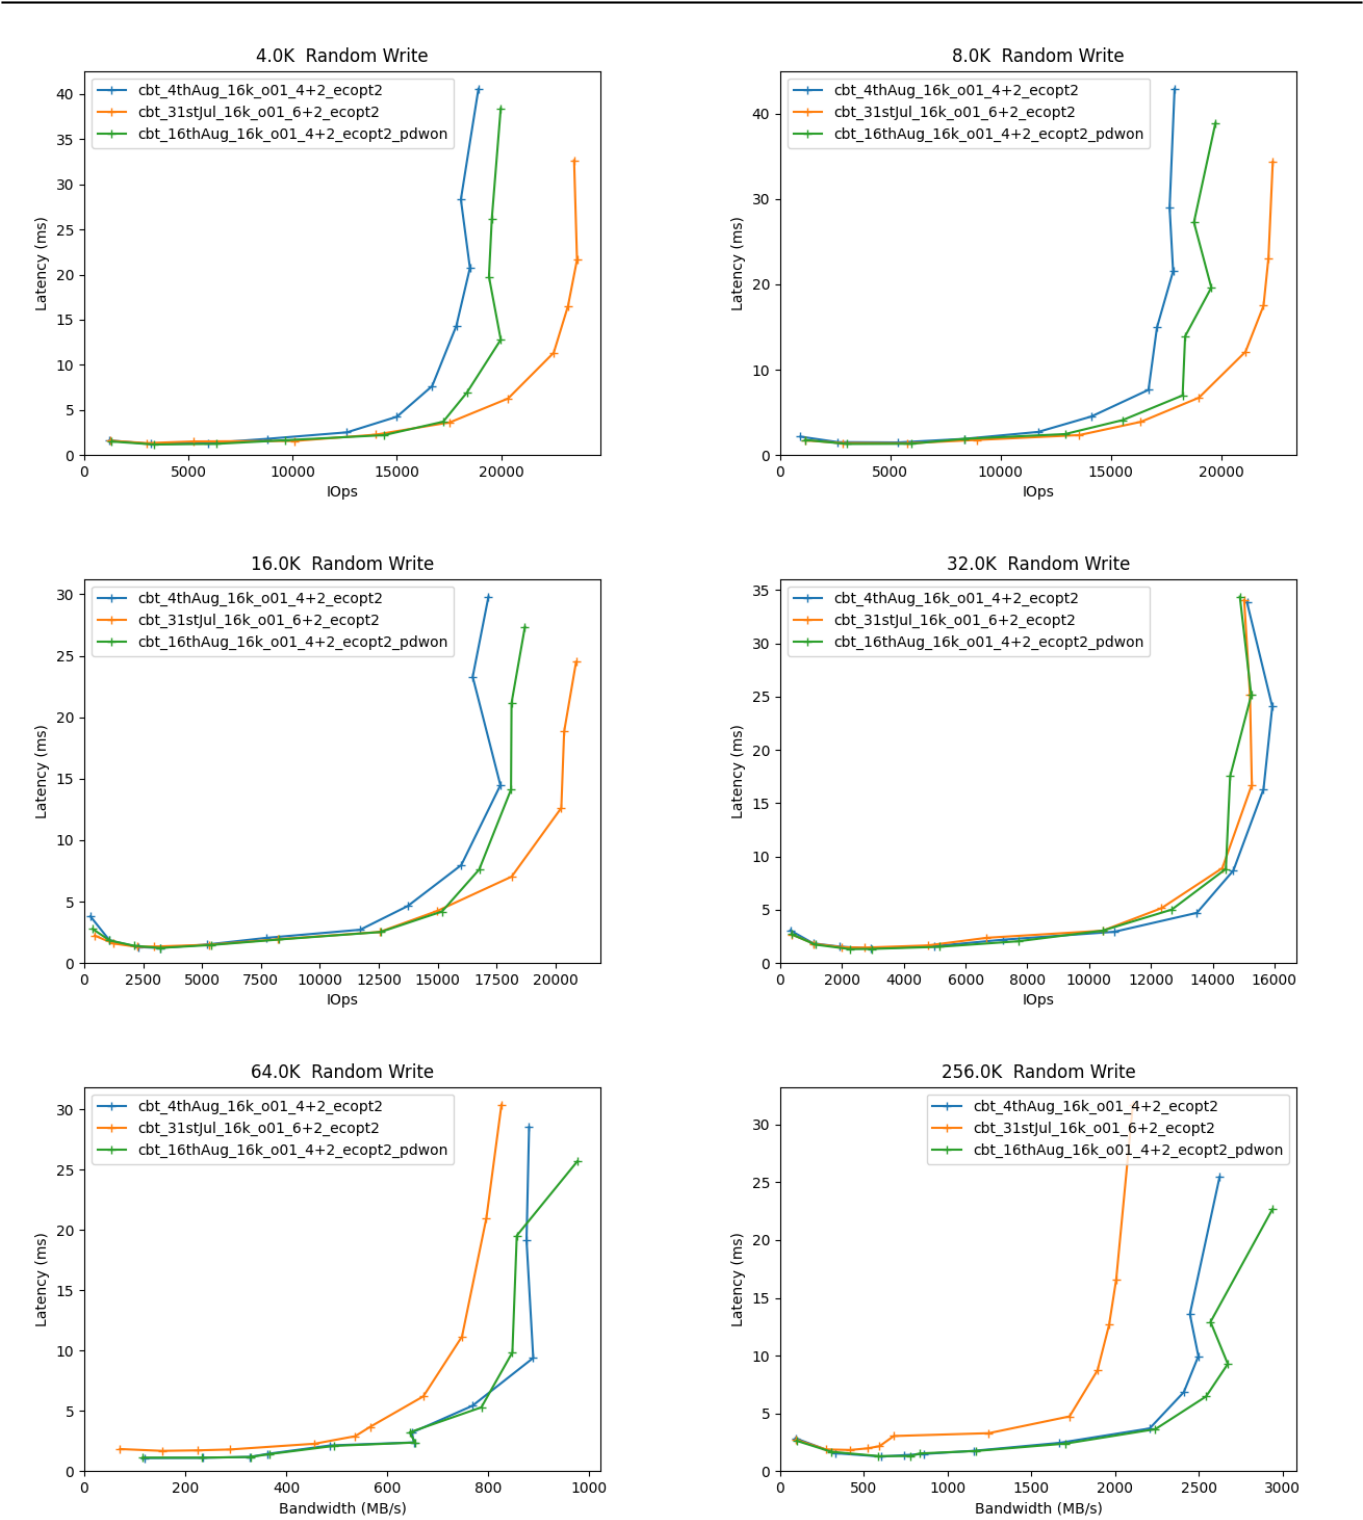 4.0K  Random Write
cbt_4thAug_16k_o01_4+2_ecopt2
cbt_31stJul_16k_o01_6+2_ecopt2
cbt_16thAug_16k_o01_4+2_ecopt2_pdwon
40
35
30
25
20
15
10
5
0
Latency (ms)
0 5000 10000 15000 20000
IOps
8.0K  Random Write
cbt_4thAug_16k_o01_4+2_ecopt2
cbt_31stJul_16k_o01_6+2_ecopt2
cbt_16thAug_16k_o01_4+2_ecopt2_pdwon
40
30
20
10
0
Latency (ms)
0 5000 10000 15000 20000
IOps
16.0K  Random Write
cbt_4thAug_16k_o01_4+2_ecopt2
cbt_31stJul_16k_o01_6+2_ecopt2
cbt_16thAug_16k_o01_4+2_ecopt2_pdwon
30
25
20
15
10
5
0
Latency (ms)
0 2500 5000 7500 10000 12500 15000 17500 20000
IOps
32.0K  Random Write
cbt_4thAug_16k_o01_4+2_ecopt2
cbt_31stJul_16k_o01_6+2_ecopt2
cbt_16thAug_16k_o01_4+2_ecopt2_pdwon
35
30
25
20
15
10
5
0
Latency (ms)
0 2000 4000 6000 8000 10000 12000 14000 16000
IOps
64.0K  Random Write
cbt_4thAug_16k_o01_4+2_ecopt2
cbt_31stJul_16k_o01_6+2_ecopt2
cbt_16thAug_16k_o01_4+2_ecopt2_pdwon
30
25
20
15
10
5
0
Latency (ms)
0 200 400 600 800 1000
Bandwidth (MB/s)
256.0K  Random Write
cbt_4thAug_16k_o01_4+2_ecopt2
cbt_31stJul_16k_o01_6+2_ecopt2
cbt_16thAug_16k_o01_4+2_ecopt2_pdwon
30
25
20
15
10
5
0
Latency (ms)
0 500 1000 1500 2000 2500 3000
Bandwidth (MB/s)